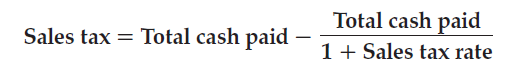 Sales tax = Total cash paid − Total cash paid
1 + Sales tax rate